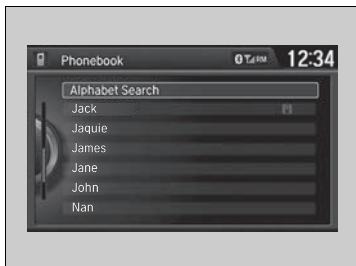 Phonebook 12:34
Alphabet Search
Jack
Jaquie
James
Jane
John
Nan